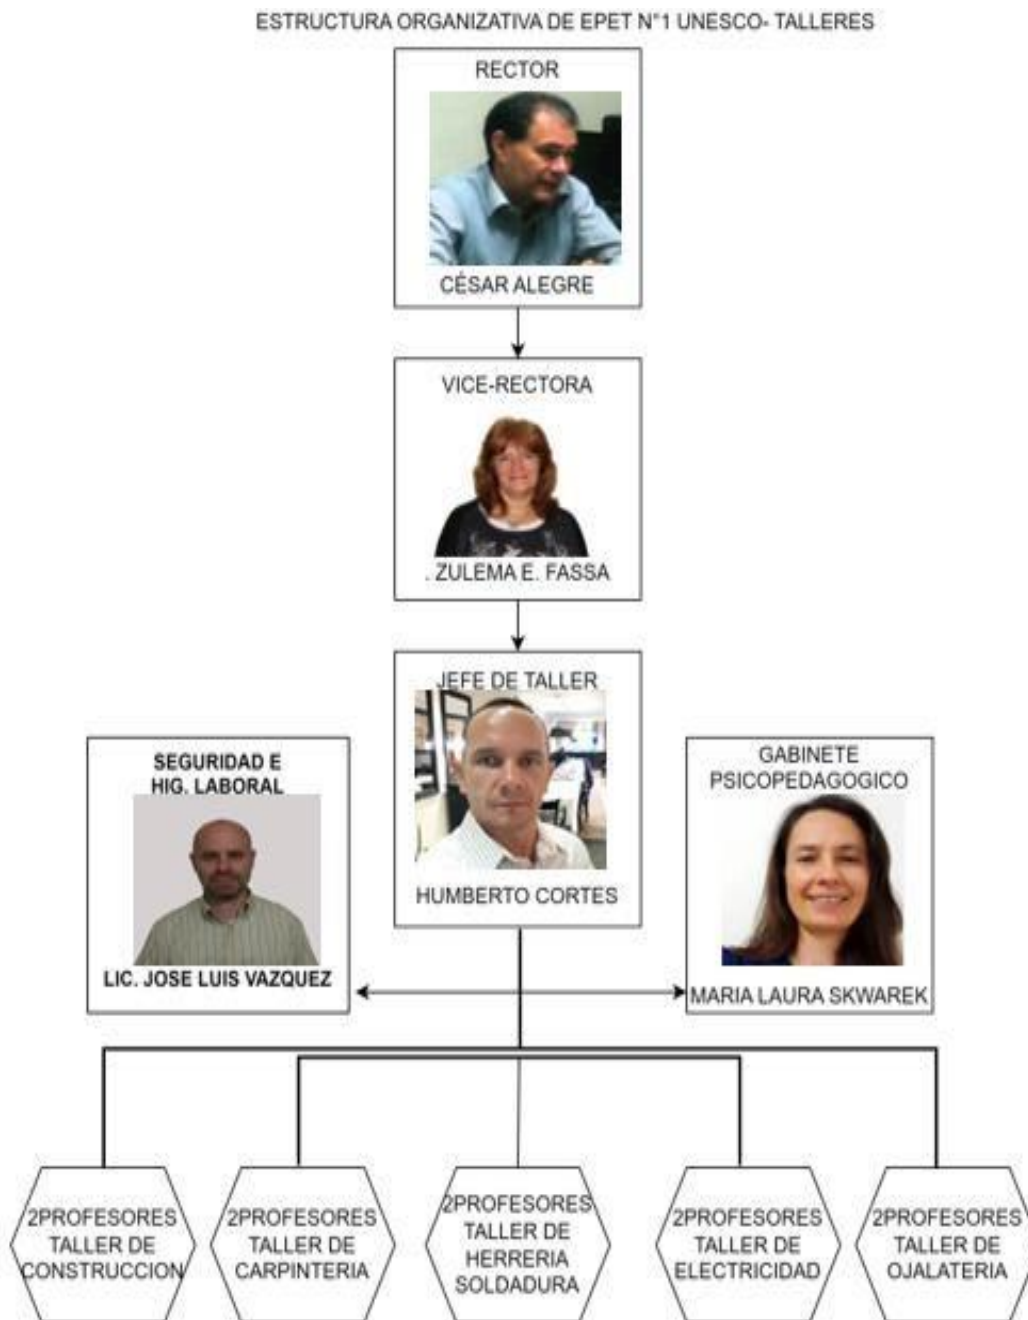 ESTRUCTURA ORGANIZATIVA DE EPET N°1 UNESCO- TALLERES
RECTOR
CÉSAR ALEGRE
VICE-RECTORA
. ZULEMA E. FASSA
JEFE DE TALLER
HUMBERTO CORTES
SEGURIDAD E
HIG. LABORAL
LIC. JOSE LUIS VAZQUEZ
GABINETE
PSICOPEDAGOGICO
MARIA LAURA SKWAREK
2PROFESORES
TALLER DE
CONSTRUCCION
2PROFESORES
TALLER DE
CARPINTERIA
2PROFESORES
TALLER DE
HERRERIA
SOLDADURA
2PROFESORES
TALLER DE
ELECTRICIDAD
2PROFESORES
TALLER DE
OJALATERIA